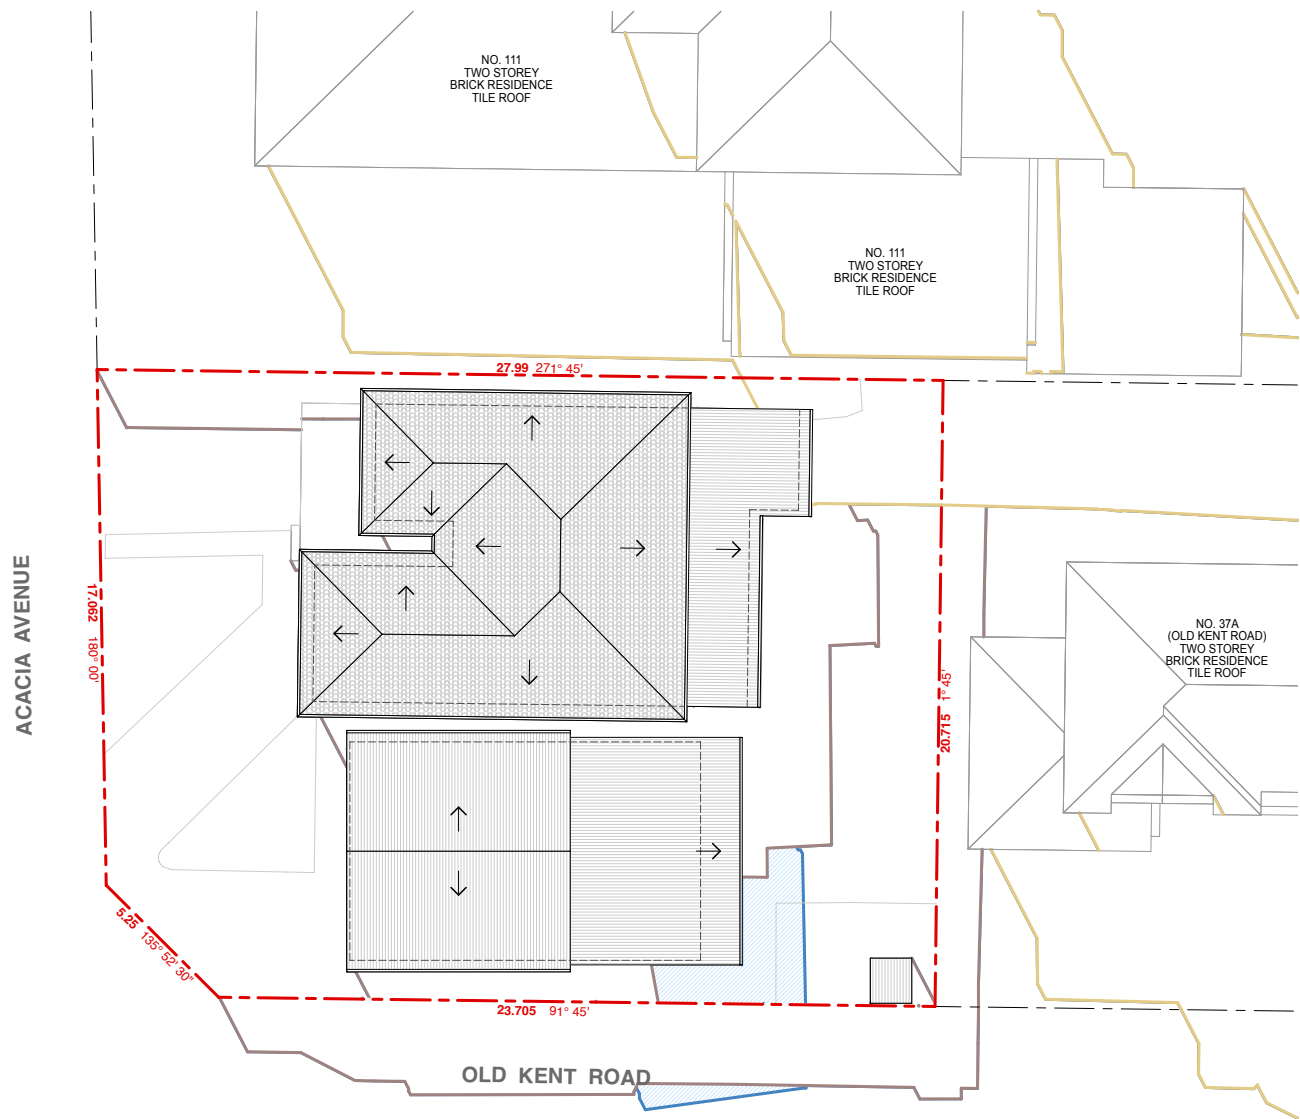 NO. 111
TWO STOREY
BRICK RESIDENCE
TILE ROOF
NO. 111
TWO STOREY
BRICK RESIDENCE
TILE ROOF
27.99 271° 45'
ACACIA AVENUE
17.062 180° 00'
NO. 37A
(OLD KENT ROAD)
TWO STOREY
BRICK RESIDENCE
TILE ROOF
20.715 1° 45'
5.25 135° 52' 30"
23.705 91° 45'
OLD KENT ROAD